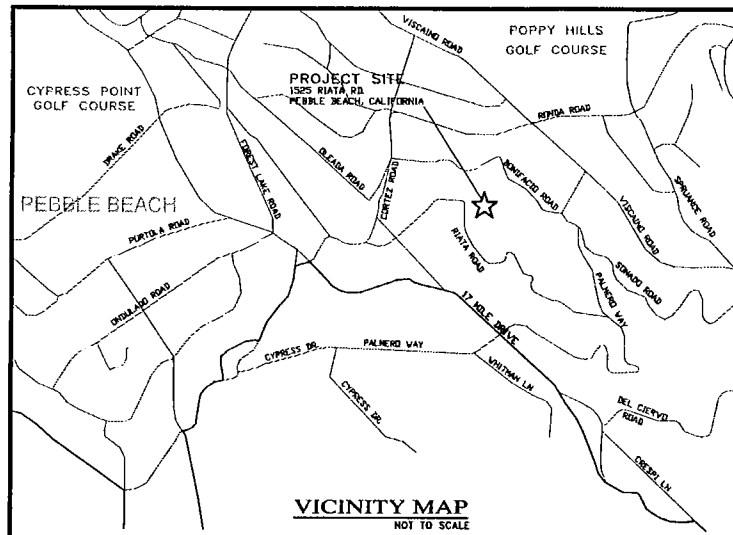 VISCAINO ROAD
POPPY HILLS
GOLF COURSE
CYPRESS POINT
GOLF COURSE
PROJECT SITE
1525 RIATA RD.
PEBBLE BEACH, CALIFORNIA
RONDA ROAD
DRAKE ROAD
FORREST LAKE ROAD
OLEADA ROAD
CORTEZ ROAD
BONIFACIO ROAD
SPRUANCE ROAD
PEBBLE BEACH
PORTOLA ROAD
RIATA ROAD
VISCAINO ROAD
SOMADO ROAD
PALMERO WAY
ONDULADO ROAD
17 MILE DRIVE
CYPRESS DR.
PALMERO WAY
WHITMAN LN
CYPRESS DR.
DEL CIERVO
ROAD
CRESPI LN
VICINITY MAP
NOT TO SCALE